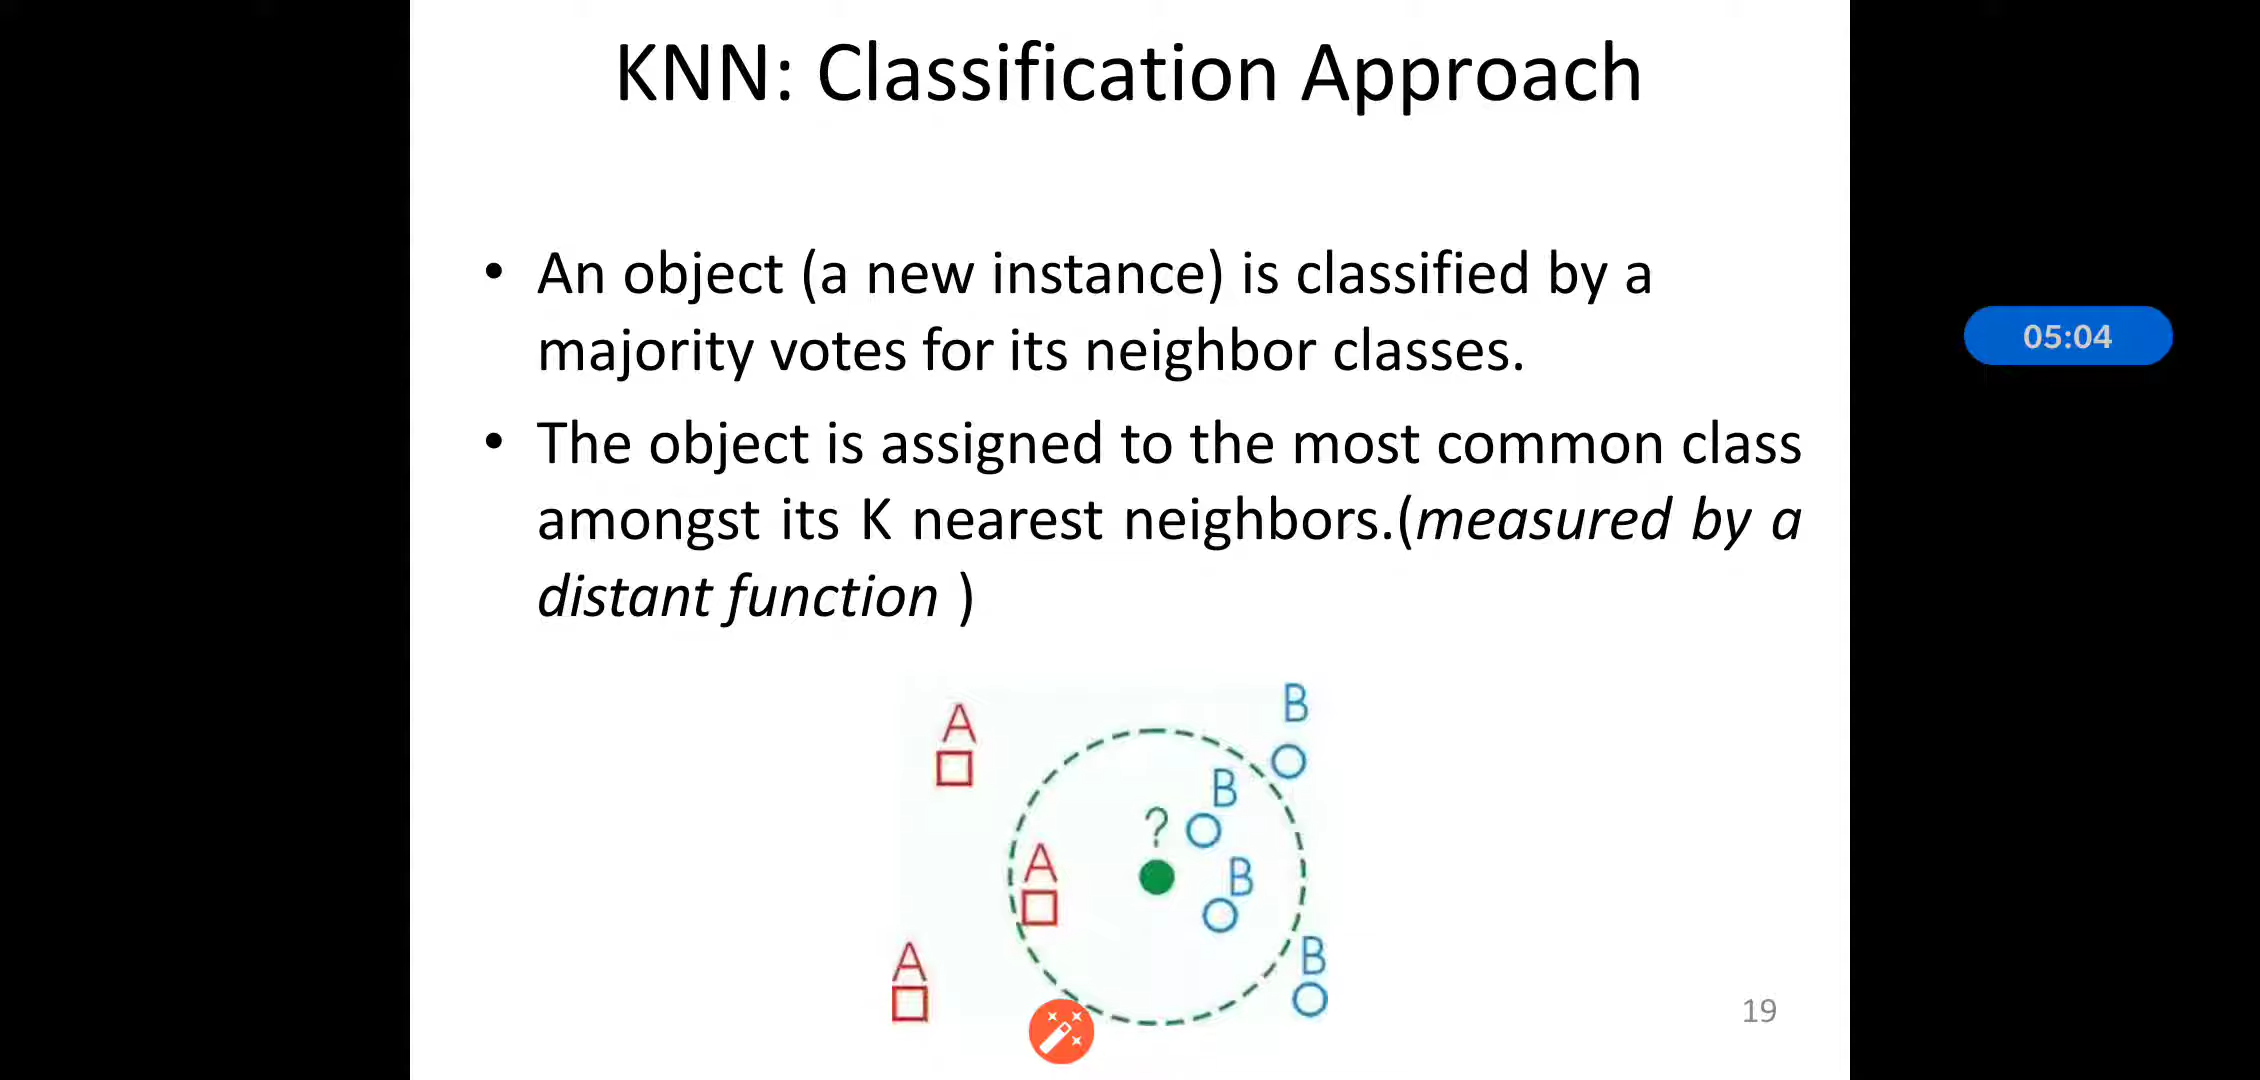 KNN: Classification Approach
• An object (a new instance) is classified by a
majority votes for its neighbor classes.
05:04
• The object is assigned to the most common class
amongst its K nearest neighbors.(measured by a
distant function )
A
B
B
?
A
B
A
B
19